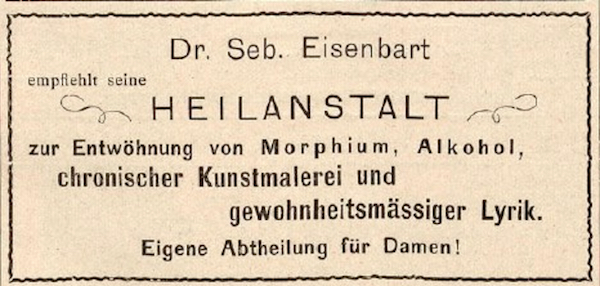 Dr. Seb. Eisenbart
empfiehlt seine
HEILANSTALT
zur Entwöhnung von Morphium, Alkohol,
chronischer Kunstmalerei und
gewohnheitsmässiger Lyrik.
Eigene Abtheilung für Damen!